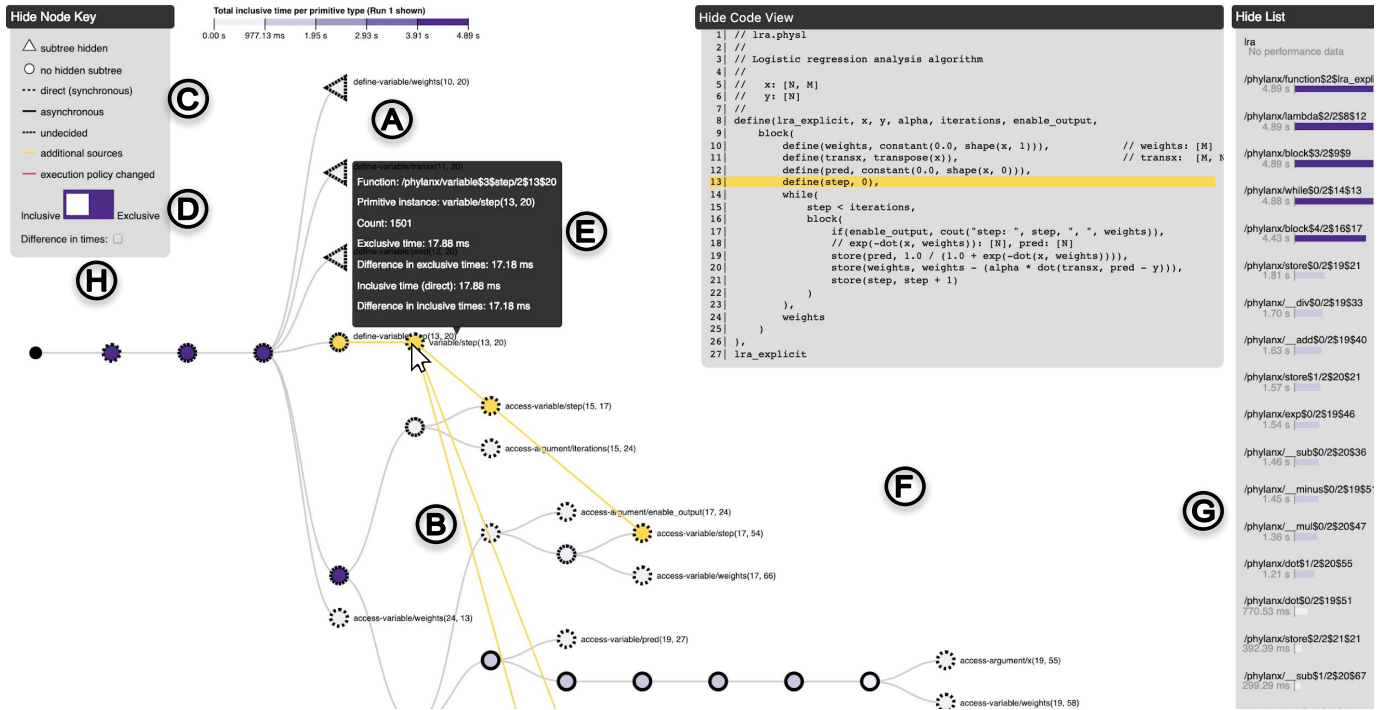 Hide Node Key
subtree hidden
no hidden subtree
direct (synchronous)
asynchronous
undecided
additional sources
execution policy changed
Inclusive Exclusive
Difference in times:
C
D
H
Total inclusive time per primitive type (Run 1 shown)
0.00 s 977.13 ms 1.95 s 2.93 s 3.91 s 4.89 s
define-variable/weights(10, 20)
A
define-variable/transx(11, 20)
Function: /phylanx/variable$3$step/2$13$20
Primitive instance: variable/step(13, 20)
Count: 1501
Exclusive time: 17.88 ms
define-variable/pred(12, 20)
Difference in exclusive times: 17.18 ms
Inclusive time (direct): 17.88 ms
Difference in inclusive times: 17.18 ms
E
variable/step(13, 20)
access-variable/step(15, 17)
access-argument/iterations(15, 24)
B
access-argument/enable_output(17, 24)
access-variable/step(17, 54)
access-variable/weights(17, 66)
access-variable/weights(24, 13)
access-variable/pred(19, 27)
access-argument/x(19, 55)
access-variable/weights(19, 58)
F
Hide Code View
1| // lra.physl
2| //
3| // Logistic regression analysis algorithm
4| //
5| //   x: [N, M]
6| //   y: [N]
7| //
8| define(lra_explicit, x, y, alpha, iterations, enable_output,
9|     block(
10|         define(weights, constant(0.0, shape(x, 1))),           // weights: [M]
11|         define(transx, transpose(x)),                          // transx:  [M, N
12|         define(pred, constant(0.0, shape(x, 0))),
13|         define(step, 0),
14|         while(
15|             step < iterations,
16|             block(
17|                 if(enable_output, cout("step: ", step, ", ", weights)),
18|                 // exp(-dot(x, weights)): [N], pred: [N]
19|                 store(pred, 1.0 / (1.0 + exp(-dot(x, weights)))),
20|                 store(weights, weights - (alpha * dot(transx, pred - y))),
21|                 store(step, step + 1)
22|             )
23|         ),
24|         weights
25|     )
26| ),
27| lra_explicit
G
Hide List
lra
No performance data
/phylanx/function$2$lra_expli
4.89 s
/phylanx/lambda$2/2$8$12
4.89 s
/phylanx/block$3/2$9$9
4.89 s
/phylanx/while$0/2$14$13
4.88 s
/phylanx/block$4/2$16$17
4.43 s
/phylanx/store$0/2$19$21
1.81 s
/phylanx/__div$0/2$19$33
1.70 s
/phylanx/__add$0/2$19$40
1.63 s
/phylanx/store$1/2$20$21
1.57 s
/phylanx/exp$0/2$19$46
1.54 s
/phylanx/__sub$0/2$20$36
1.46 s
/phylanx/__minus$0/2$19$51
1.45 s
/phylanx/__mul$0/2$20$47
1.36 s
/phylanx/dot$1/2$20$55
1.21 s
/phylanx/dot$0/2$19$51
770.53 ms
/phylanx/store$2/2$21$21
392.39 ms
/phylanx/__sub$1/2$20$67
299.29 ms